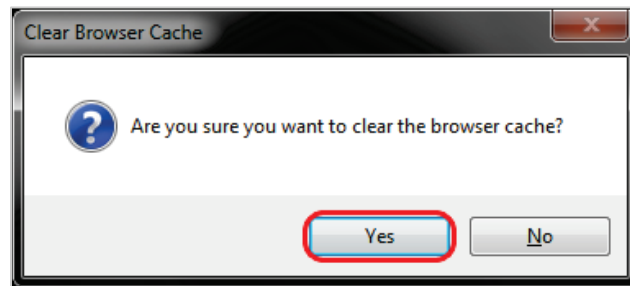 Clear Browser Cache
Are you sure you want to clear the browser cache?
Yes
No